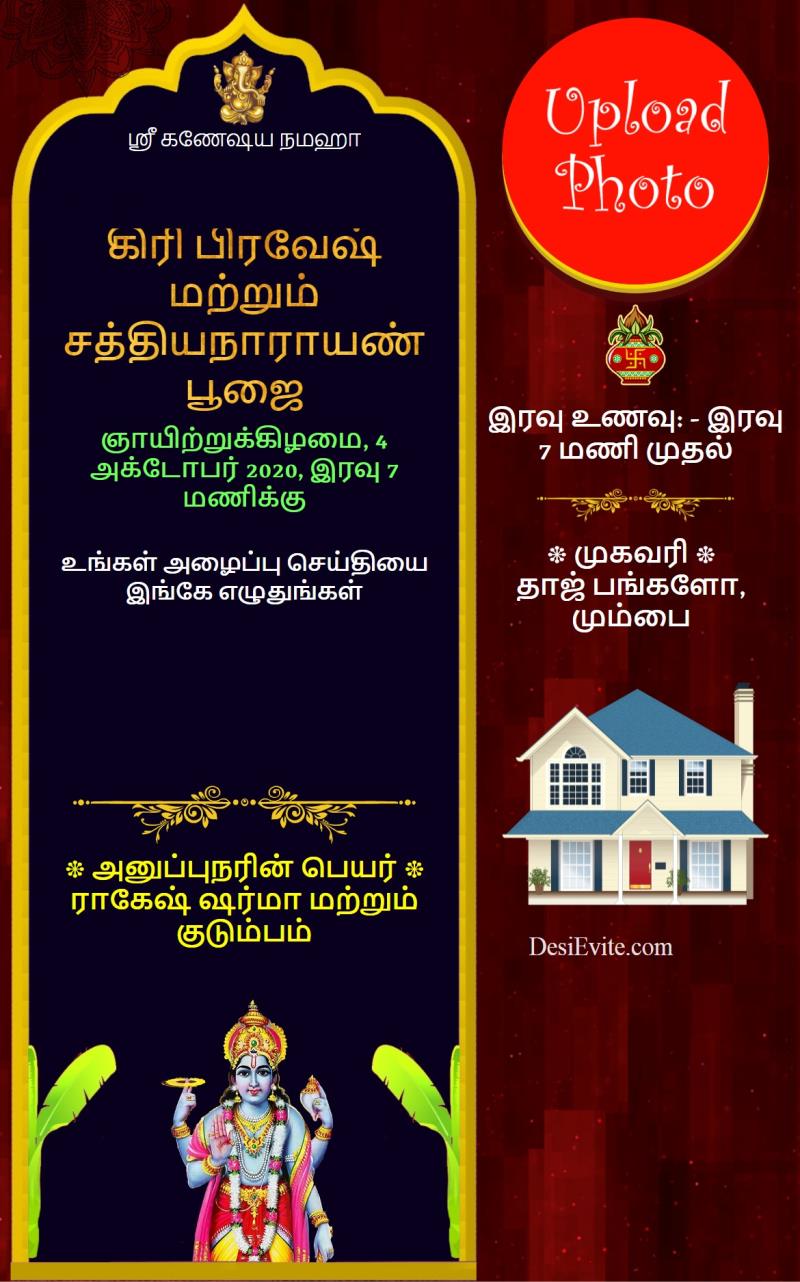 ஸ்ரீ கணேஷய நமஹா
கிரி பிரவேஷ்
மற்றும்
சத்தியநாராயண்
பூஜை
ஞாயிற்றுக்கிழமை, 4
அக்டோபர் 2020, இரவு 7
மணிக்கு
உங்கள் அழைப்பு செய்தியை
இங்கே எழுதுங்கள்
❊ அனுப்புநரின் பெயர் ❊
ராகேஷ் ஷர்மா மற்றும்
குடும்பம்
Upload
Photo
இரவு உணவு: - இரவு
7 மணி முதல்
❊ முகவரி ❊
தாஜ் பங்களோ,
மும்பை
DesiEvite.com